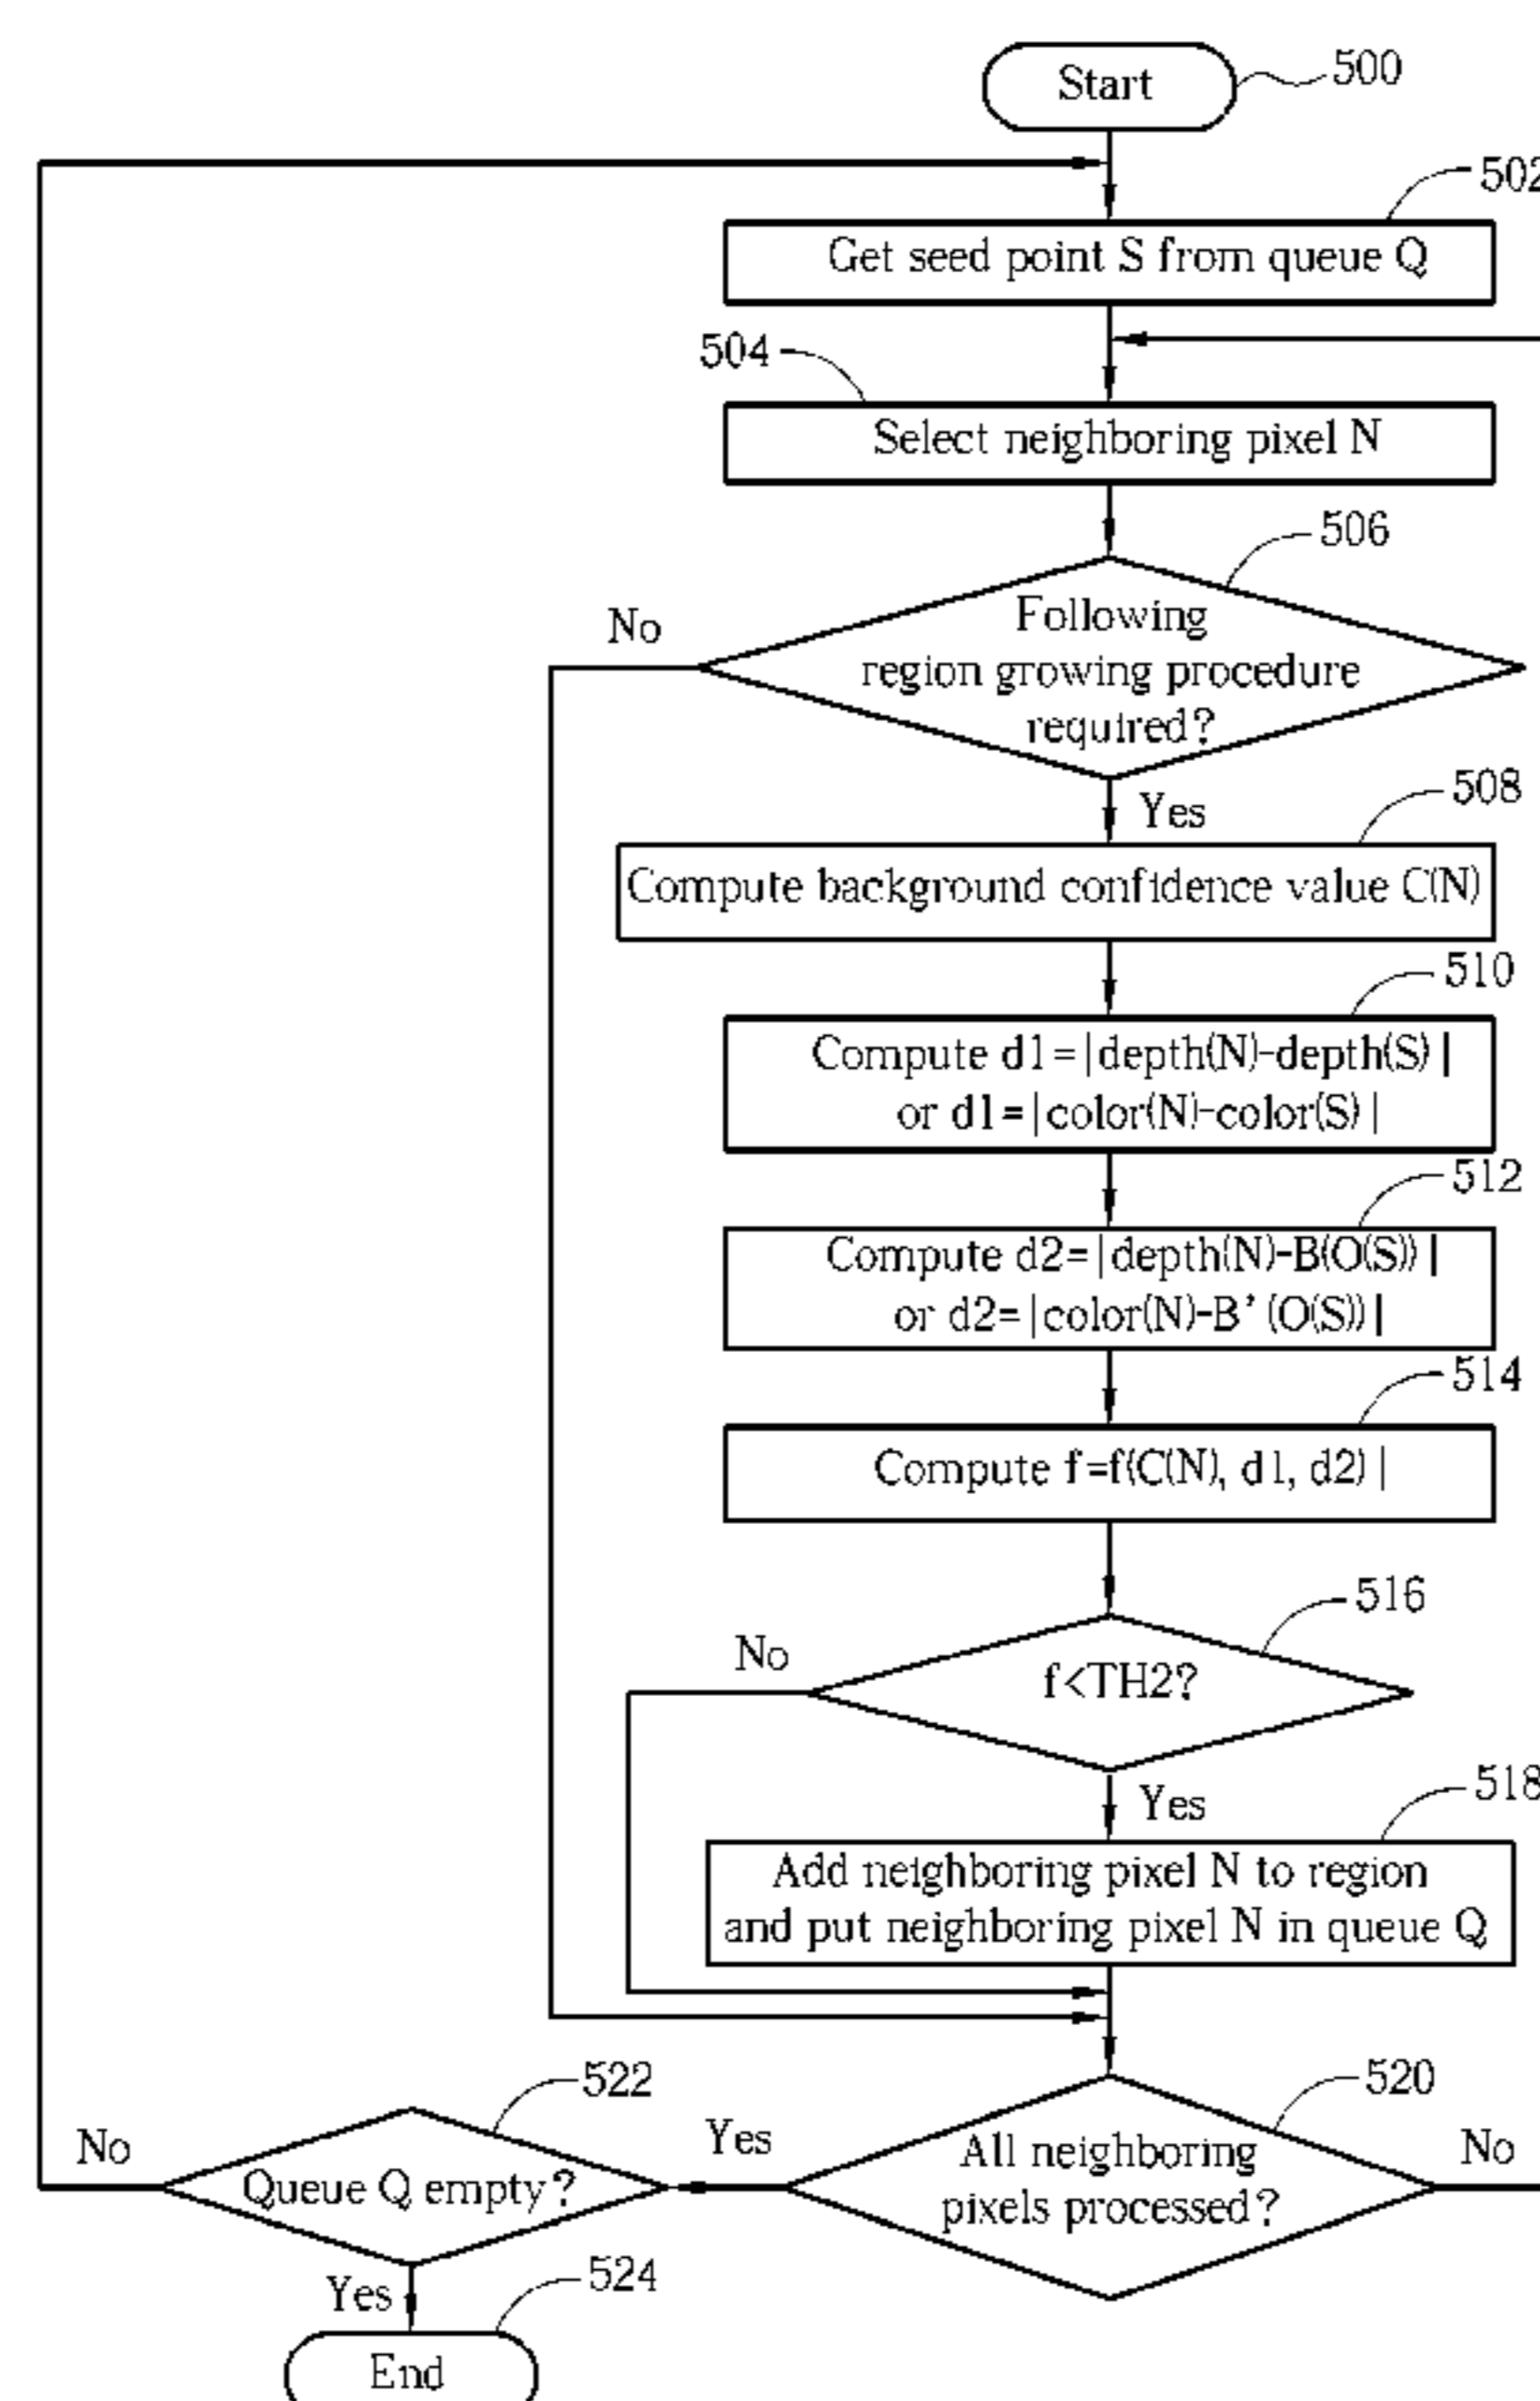 Start
500
502
Get seed point S from queue Q
504
Select neighboring pixel N
506
No
Following
region growing procedure
required?
Yes
508
Compute background confidence value C(N)
510
Compute d1=|depth(N)-depth(S)|
or d1=|color(N)-color(S)|
512
Compute d2=|depth(N)-B(O(S))|
or d2=|color(N)-B’(O(S))|
514
Compute f=f(C(N), d1, d2)|
516
No
f<TH2?
Yes
518
Add neighboring pixel N to region
and put neighboring pixel N in queue Q
522
520
No
Queue Q empty?
Yes
All neighboring
pixels processed?
No
Yes
524
End